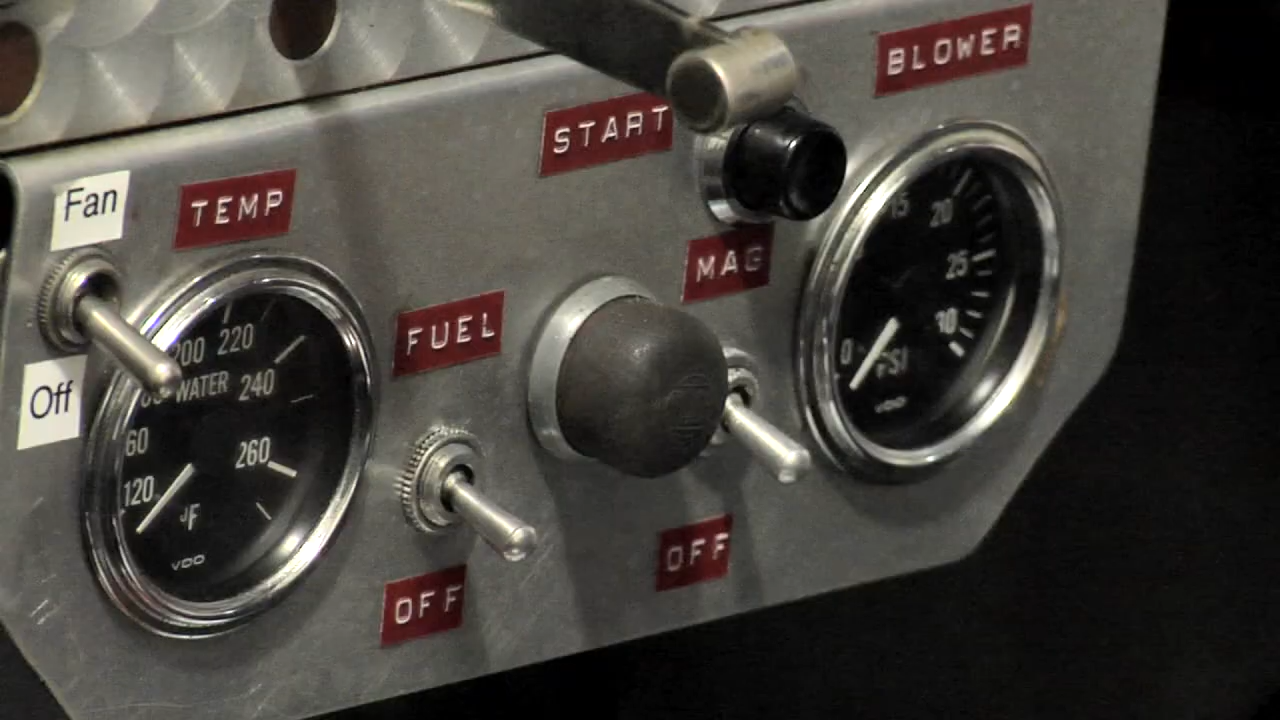 BLOWER
START
Fan
TEMP
MAG
FUEL
Off
OFF
OFF
200 220
WATER 240
60
260
120
°F
VDO
15 20
25
30
0
PSI
VDO